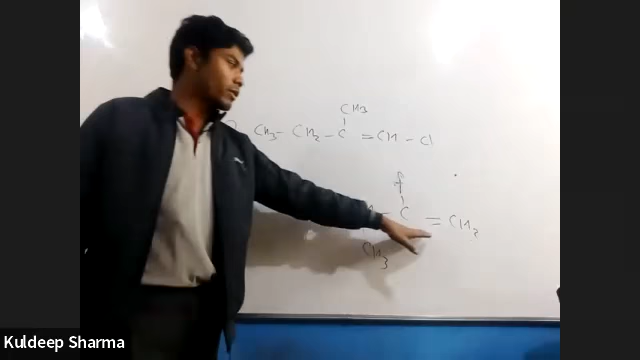 CH3
CH3 - CH2 - C = CH - Cl
f
C = CH2
CH3
Kuldeep Sharma